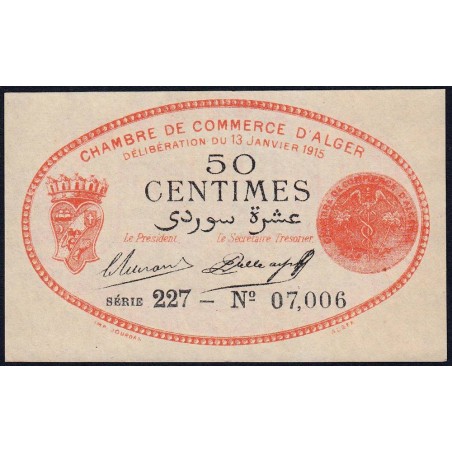 CHAMBRE DE COMMERCE D'ALGER
DÉLIBÉRATION DU 13 JANVIER 1915
50
CENTIMES
عشرة سوردي
Le Président
Le Secrétaire Trésorier
SÉRIE 227 - Nº 07,006